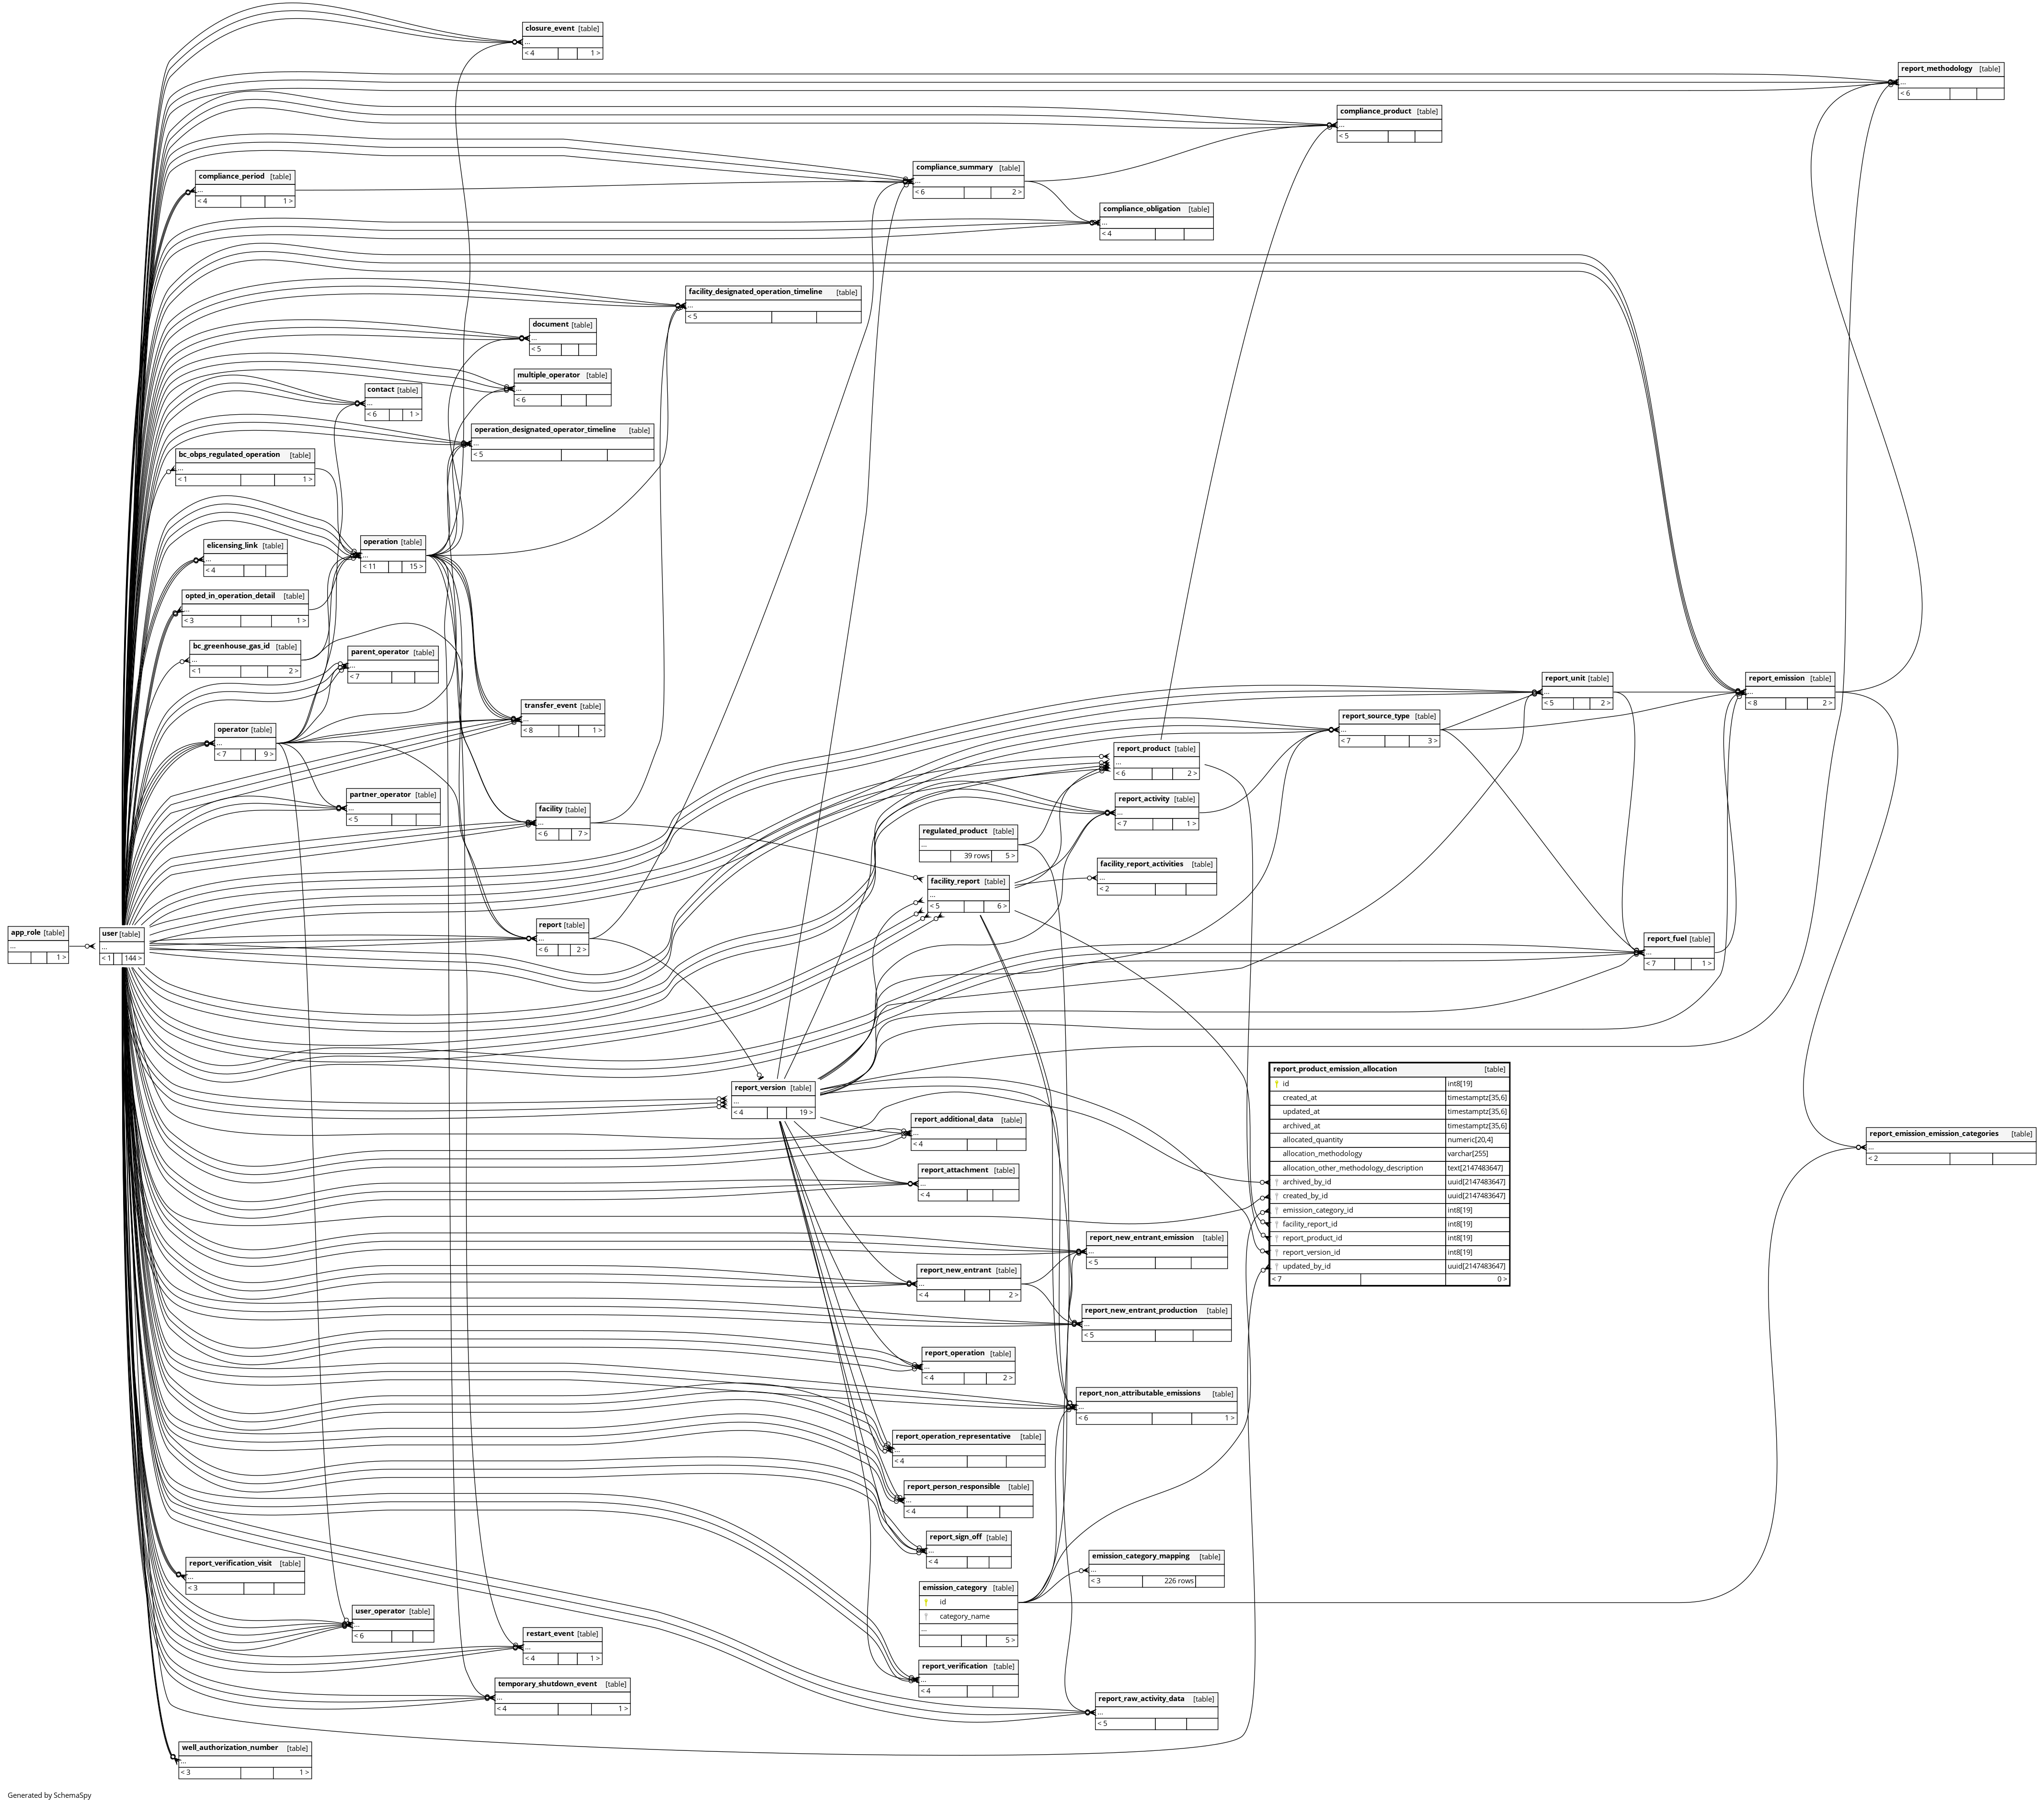 closure_event [table]
...
< 4 1 >
report_methodology [table]
...
< 6
compliance_product [table]
...
< 5
compliance_summary [table]
...
< 6 2 >
compliance_period [table]
...
< 4 1 >
compliance_obligation [table]
...
< 4
facility_designated_operation_timeline [table]
...
< 5
document [table]
...
< 5
multiple_operator [table]
...
< 6
contact [table]
...
< 6 1 >
operation_designated_operator_timeline [table]
...
< 5
bc_obps_regulated_operation [table]
...
< 1 1 >
operation [table]
...
< 11 15 >
elicensing_link [table]
...
< 4
opted_in_operation_detail [table]
...
< 3 1 >
bc_greenhouse_gas_id [table]
...
< 1 2 >
parent_operator [table]
...
< 7
report_unit [table]
...
< 5 2 >
report_emission [table]
...
< 8 2 >
transfer_event [table]
...
< 8 1 >
report_source_type [table]
...
< 7 3 >
operator [table]
...
< 7 9 >
report_product [table]
...
< 6 2 >
partner_operator [table]
...
< 5
report_activity [table]
...
< 7 1 >
facility [table]
...
< 6 7 >
regulated_product [table]
...
39 rows 5 >
facility_report_activities [table]
...
< 2
facility_report [table]
...
< 5 6 >
report [table]
...
< 6 2 >
app_role [table]
...
1 >
user [table]
...
< 1 144 >
report_fuel [table]
...
< 7 1 >
report_version [table]
...
< 4 19 >
report_product_emission_allocation [table]
id int8[19]
created_at timestamptz[35,6]
updated_at timestamptz[35,6]
archived_at timestamptz[35,6]
allocated_quantity numeric[20,4]
allocation_methodology varchar[255]
allocation_other_methodology_description text[2147483647]
archived_by_id uuid[2147483647]
created_by_id uuid[2147483647]
emission_category_id int8[19]
facility_report_id int8[19]
report_product_id int8[19]
report_version_id int8[19]
updated_by_id uuid[2147483647]
< 7 0 >
report_additional_data [table]
...
< 4
report_emission_emission_categories [table]
...
< 2
report_attachment [table]
...
< 4
report_new_entrant_emission [table]
...
< 5
report_new_entrant [table]
...
< 4 2 >
report_new_entrant_production [table]
...
< 5
report_operation [table]
...
< 4 2 >
report_non_attributable_emissions [table]
...
< 6 1 >
report_operation_representative [table]
...
< 4
report_person_responsible [table]
...
< 4
report_sign_off [table]
...
< 4
report_verification_visit [table]
...
< 3
emission_category_mapping [table]
...
< 3 226 rows
emission_category [table]
id
category_name
...
5 >
user_operator [table]
...
< 6
restart_event [table]
...
< 4 1 >
report_verification [table]
...
< 4
temporary_shutdown_event [table]
...
< 4 1 >
report_raw_activity_data [table]
...
< 5
well_authorization_number [table]
...
< 3 1 >
Generated by SchemaSpy